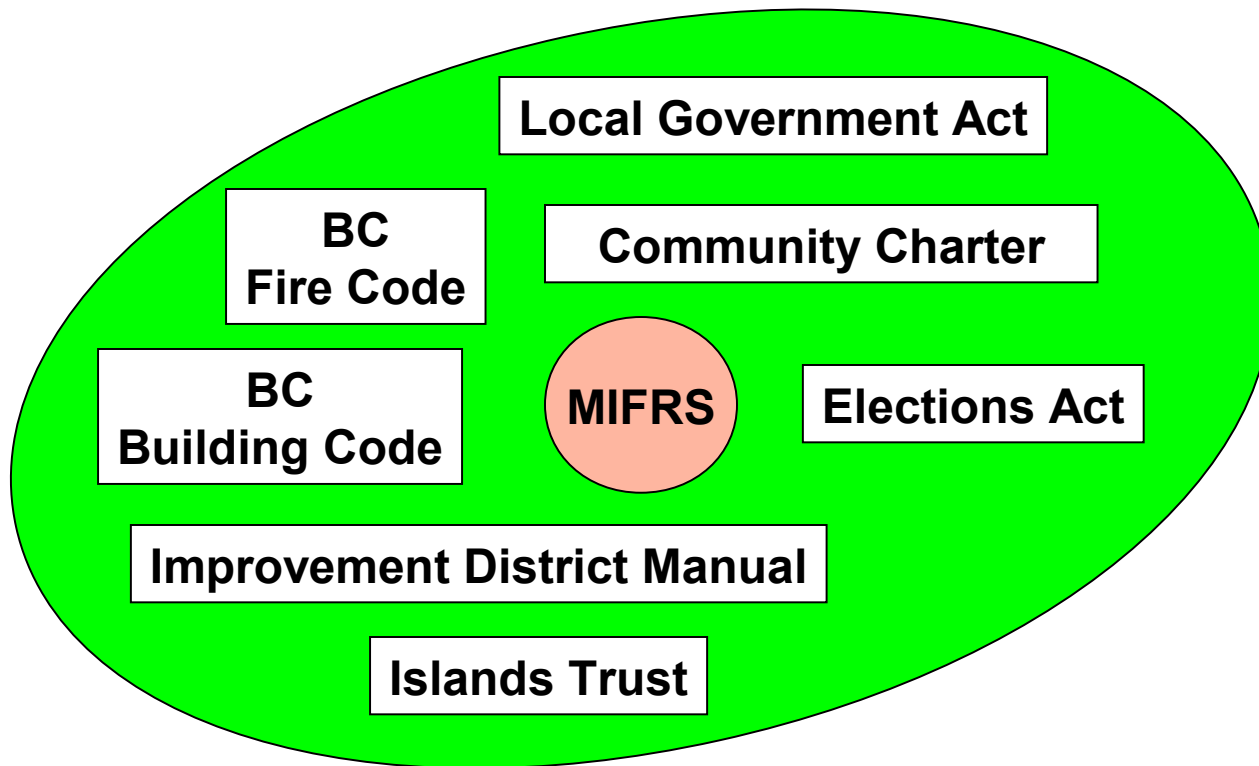 Local Government Act
BC
Fire Code
Community Charter
BC
Building Code
MIFRS
Elections Act
Improvement District Manual
Islands Trust